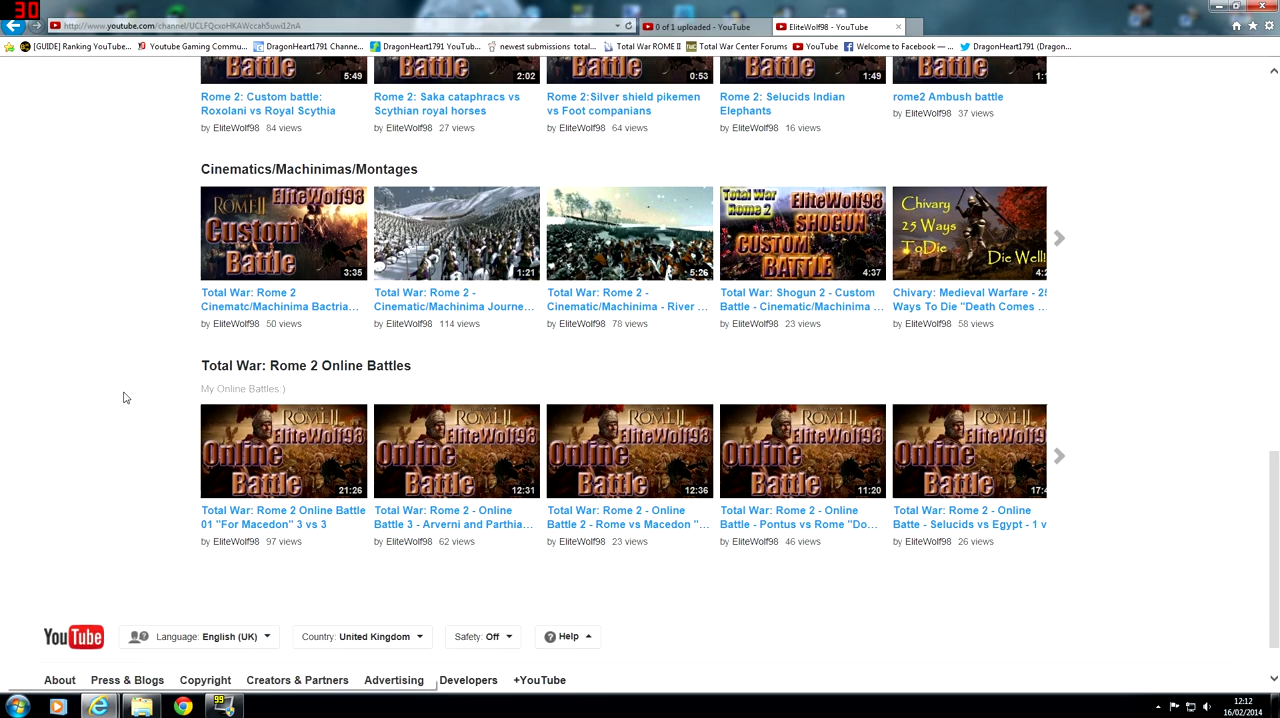 30
http://www.youtube.com/channel/UCLFQcxoHKAWccah5uwi12nA
0 of 1 uploaded - YouTube
EliteWolf98 - YouTube
[GUIDE] Ranking YouTube...
Youtube Gaming Commu...
DragonHeart1791 Channe...
DragonHeart1791 YouTub...
newest submissions total...
Total War ROME II
Total War Center Forums
YouTube
Welcome to Facebook — ...
DragonHeart1791 (Dragon...
Battle 5:49
Battle 2:02
Battle 0:53
Battle 1:49
Battle
Rome 2: Custom battle: Roxolani vs Royal Scythia
by EliteWolf98 84 views
Rome 2: Saka cataphracs vs Scythian royal horses
by EliteWolf98 27 views
Rome 2:Silver shield pikemen vs Foot companians
by EliteWolf98 64 views
Rome 2: Selucids Indian Elephants
by EliteWolf98 16 views
rome2 Ambush battle
by EliteWolf98 37 views
Cinematics/Machinimas/Montages
ROME II EliteWolf98
Custom
Battle
3:35
1:21
5:26
Total War Rome 2
EliteWolf98
SHOGUN
CUSTOM
BATTLE
4:37
Chivary
25 Ways
ToDie
Die Well!
Total War: Rome 2 Cinematic/Machinima Bactria...
by EliteWolf98 50 views
Total War: Rome 2 - Cinematic/Machinima Journe...
by EliteWolf98 114 views
Total War: Rome 2 - Cinematic/Machinima - River ...
by EliteWolf98 78 views
Total War: Shogun 2 - Custom Battle - Cinematic/Machinima ...
by EliteWolf98 23 views
Chivary: Medieval Warfare - 25 Ways To Die "Death Comes ...
by EliteWolf98 58 views
Total War: Rome 2 Online Battles
My Online Battles:)
ROME II
EliteWolf98
Online
Battle
21:26
ROME II
EliteWolf98
Online
Battle
12:31
ROME II
EliteWolf98
Online
Battle
12:36
ROME II
EliteWolf98
Online
Battle
11:20
ROME II
EliteWolf98
Online
Battle
17:4
Total War: Rome 2 Online Battle 01 "For Macedon" 3 vs 3
by EliteWolf98 97 views
Total War: Rome 2 - Online Battle 3 - Arverni and Parthia...
by EliteWolf98 62 views
Total War: Rome 2 - Online Battle 2 - Rome vs Macedon "...
by EliteWolf98 23 views
Total War: Rome 2 - Online Battle - Pontus vs Rome "Do...
by EliteWolf98 46 views
Total War: Rome 2 - Online Batte - Selucids vs Egypt - 1 v
by EliteWolf98 26 views
YouTube
Language: English (UK)
Country: United Kingdom
Safety: Off
Help
About
Press & Blogs
Copyright
Creators & Partners
Advertising
Developers
+YouTube
99
12:12
16/02/2014